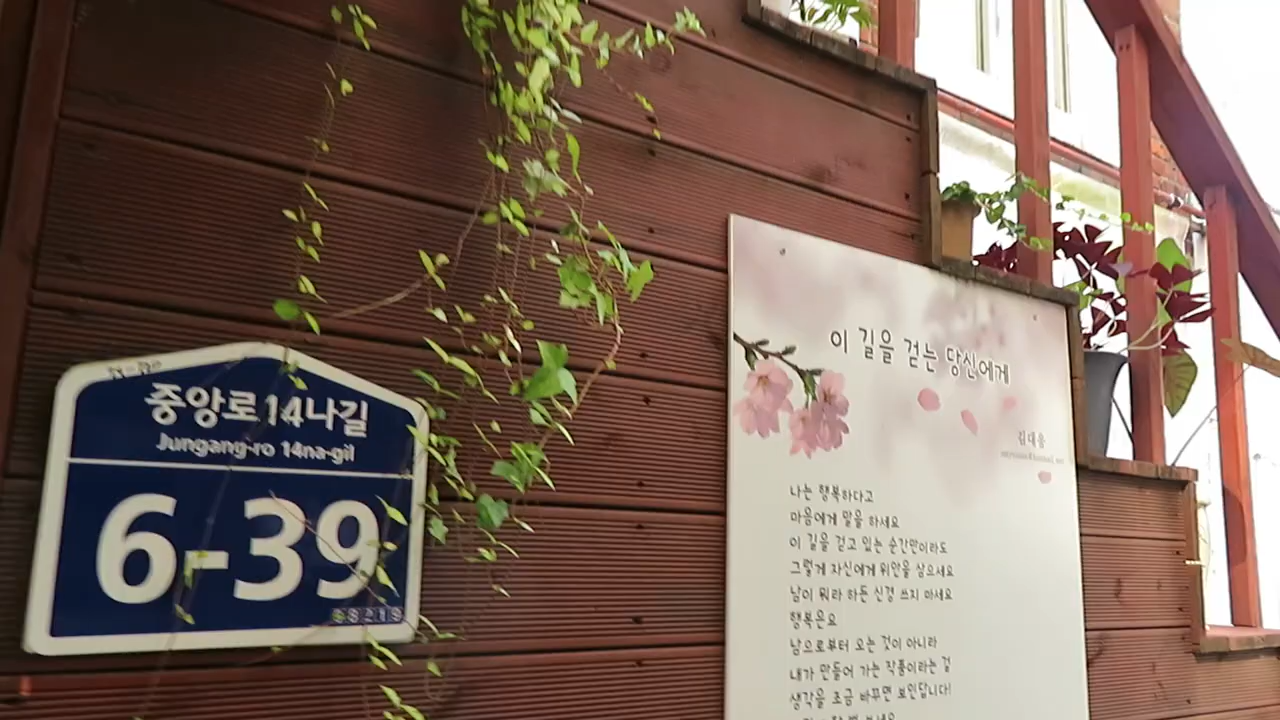 중앙로14나길
Jungang-ro 14na-gil
6-39
이 길을 걷는 당신에게
김대응
나는 행복하다고
마음에게 말을 하세요
이 길을 걷고 있는 순간만이라도
그렇게 자신에게 위안을 삼으세요
남이 뭐라 하든 신경 쓰지 마세요
행복은요
남으로부터 오는 것이 아니라
내가 만들어 가는 작품이라는 걸
생각을 조금 바꾸면 보인답니다!